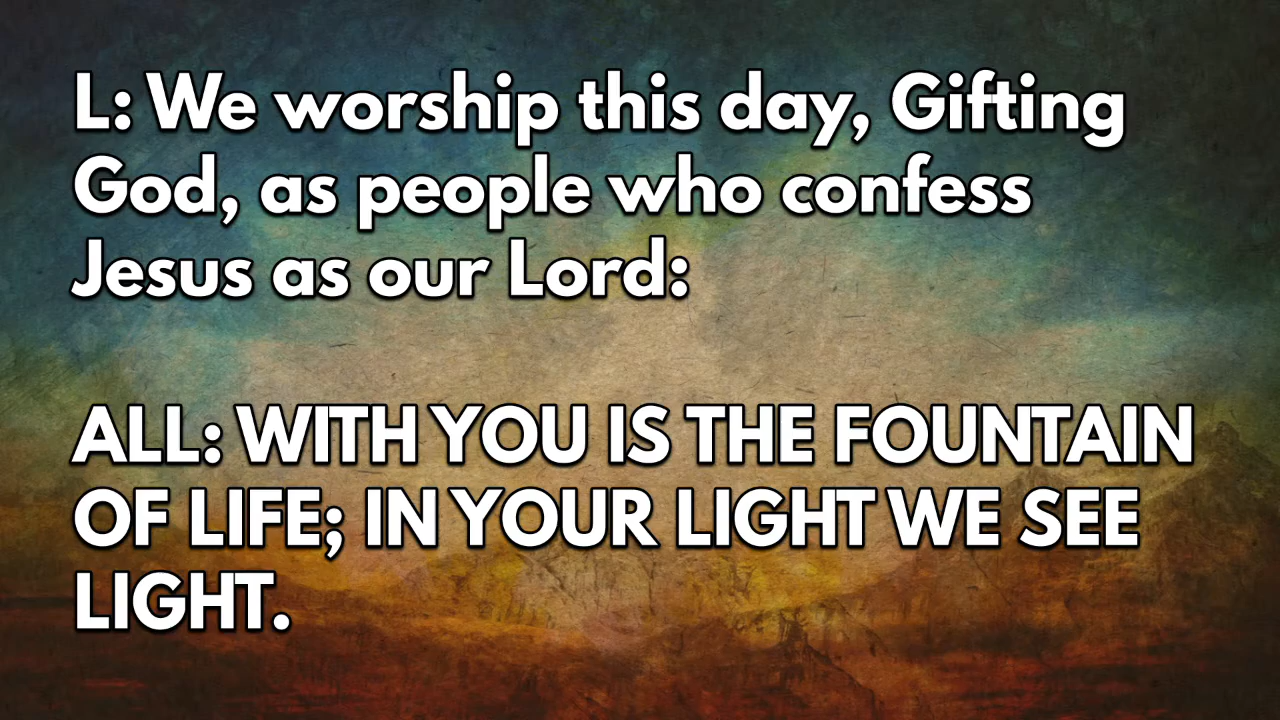 L: We worship this day, Gifting
God, as people who confess
Jesus as our Lord:
ALL: WITH YOU IS THE FOUNTAIN
OF LIFE; IN YOUR LIGHT WE SEE
LIGHT.